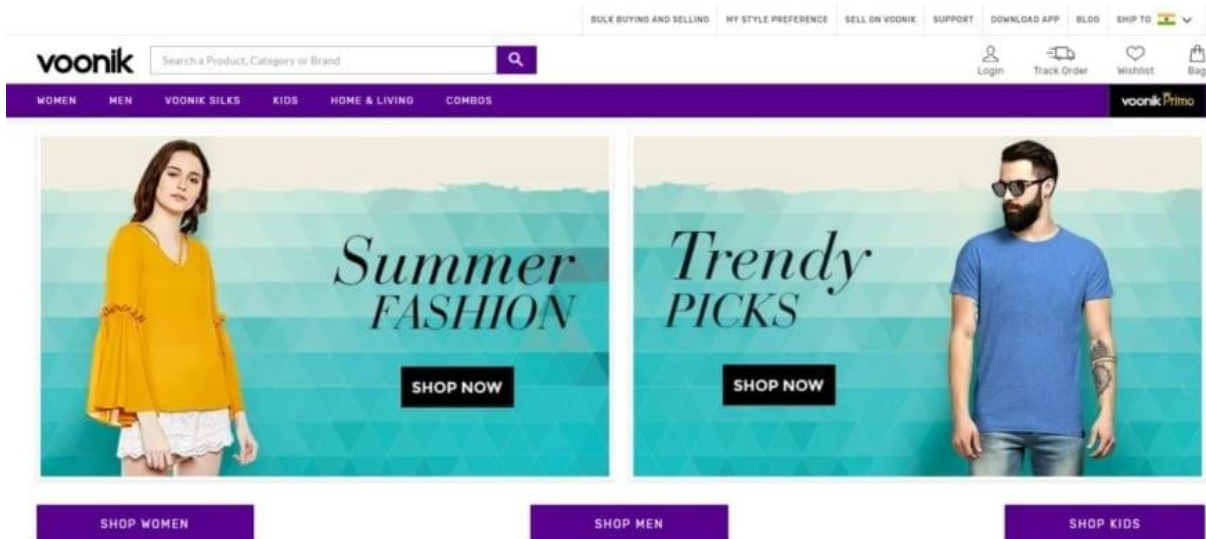 BULK BUYING AND SELLING MY STYLE PREFERENCE SELL ON VOONIK SUPPORT DOWNLOAD APP BLOG SHIP TO
voonik Search a Product, Category or Brand Login Track Order Wishlist Bag
WOMEN MEN VOONIK SILKS KIDS HOME & LIVING COMBOS voonik Primo
Summer
FASHION
SHOP NOW
Trendy
PICKS
SHOP NOW
SHOP WOMEN SHOP MEN SHOP KIDS